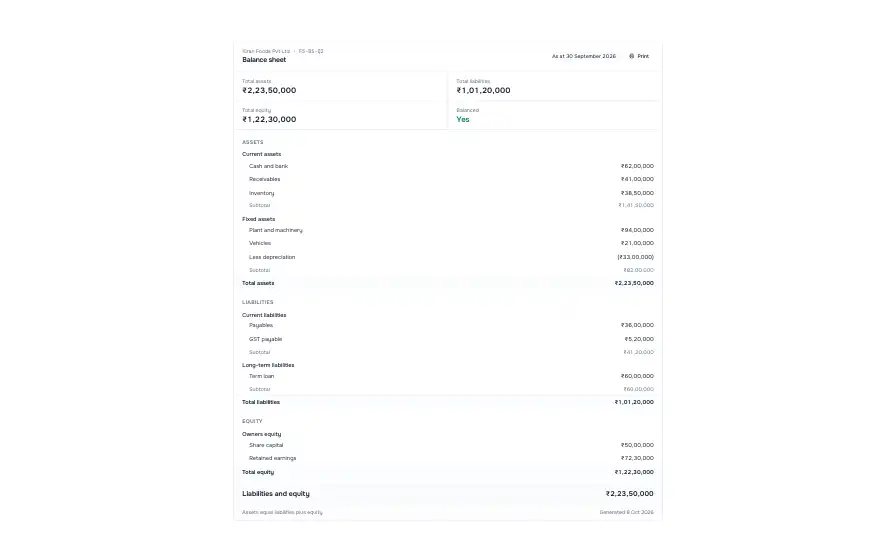 Kiran Foods Pvt Ltd · FS-BS-Q2
Balance sheet
As at 30 September 2026
Print
Total assets
₹2,23,50,000
Total liabilities
₹1,01,20,000
Total equity
₹1,22,30,000
Balanced
Yes
ASSETS
Current assets
Cash and bank ₹62,00,000
Receivables ₹41,00,000
Inventory ₹38,50,000
Subtotal ₹1,41,50,000
Fixed assets
Plant and machinery ₹94,00,000
Vehicles ₹21,00,000
Less depreciation (₹33,00,000)
Subtotal ₹82,00,000
Total assets ₹2,23,50,000
LIABILITIES
Current liabilities
Payables ₹36,00,000
GST payable ₹5,20,000
Subtotal ₹41,20,000
Long-term liabilities
Term loan ₹60,00,000
Subtotal ₹60,00,000
Total liabilities ₹1,01,20,000
EQUITY
Owners equity
Share capital ₹50,00,000
Retained earnings ₹72,30,000
Total equity ₹1,22,30,000
Liabilities and equity ₹2,23,50,000
Assets equal liabilities plus equity
Generated 8 Oct 2026